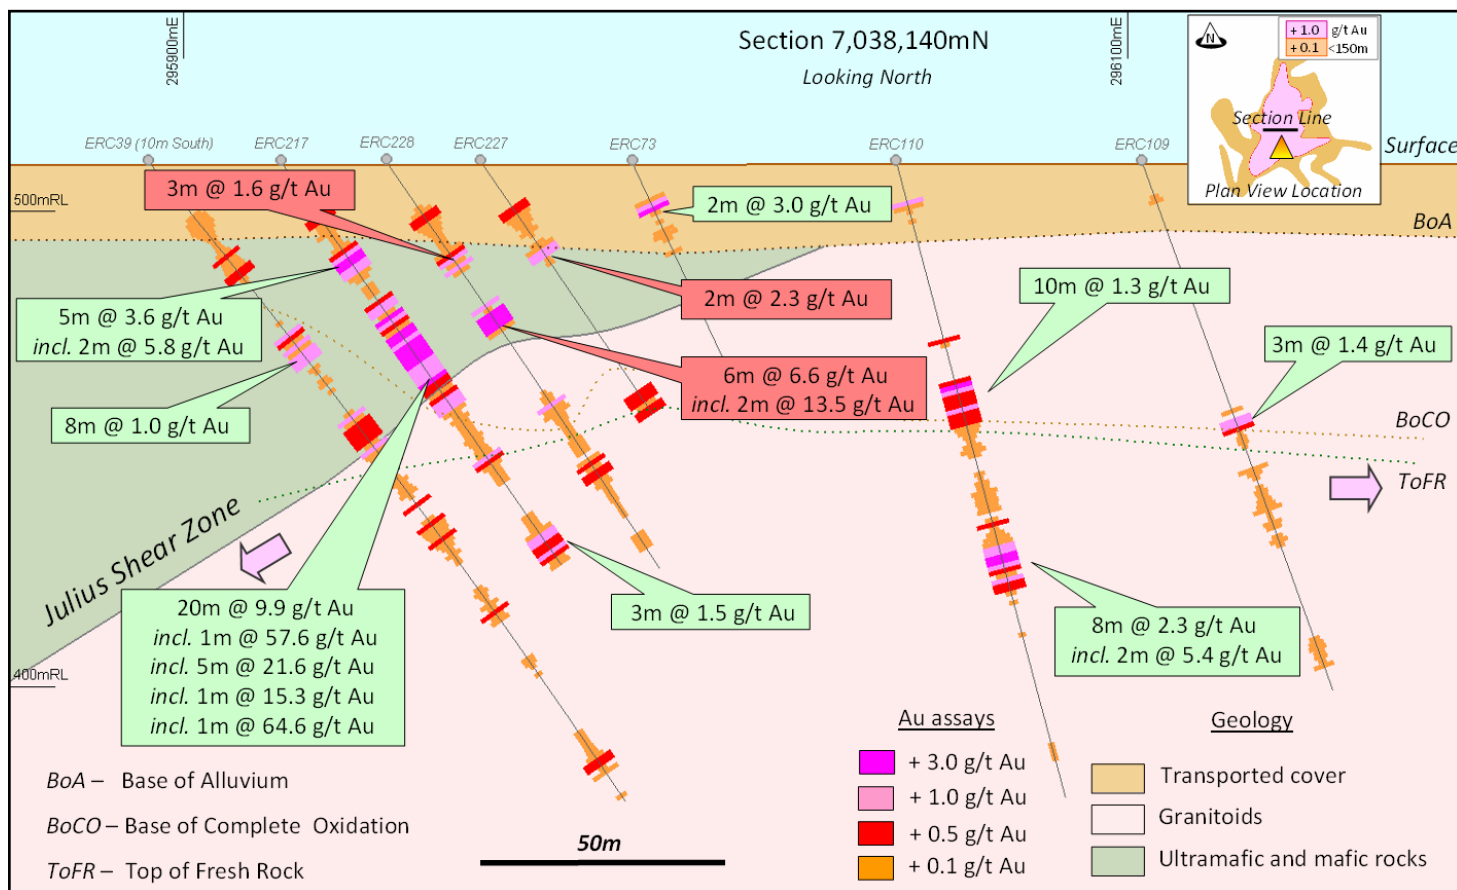 295900mE
Section 7,038,140mN
Looking North
296100mE
N
+ 1.0 g/t Au
+ 0.1 <150m
Section Line
Plan View Location
ERC39 (10m South)
ERC217
ERC228
ERC227
ERC73
ERC110
ERC109
Surface
500mRL
3m @ 1.6 g/t Au
2m @ 3.0 g/t Au
BoA
5m @ 3.6 g/t Au
incl. 2m @ 5.8 g/t Au
2m @ 2.3 g/t Au
10m @ 1.3 g/t Au
3m @ 1.4 g/t Au
6m @ 6.6 g/t Au
incl. 2m @ 13.5 g/t Au
8m @ 1.0 g/t Au
BoCO
ToFR
Julius Shear Zone
20m @ 9.9 g/t Au
incl. 1m @ 57.6 g/t Au
incl. 5m @ 21.6 g/t Au
incl. 1m @ 15.3 g/t Au
incl. 1m @ 64.6 g/t Au
3m @ 1.5 g/t Au
8m @ 2.3 g/t Au
incl. 2m @ 5.4 g/t Au
400mRL
BoA – Base of Alluvium
BoCO – Base of Complete Oxidation
ToFR – Top of Fresh Rock
50m
Au assays
+ 3.0 g/t Au
+ 1.0 g/t Au
+ 0.5 g/t Au
+ 0.1 g/t Au
Geology
Transported cover
Granitoids
Ultramafic and mafic rocks